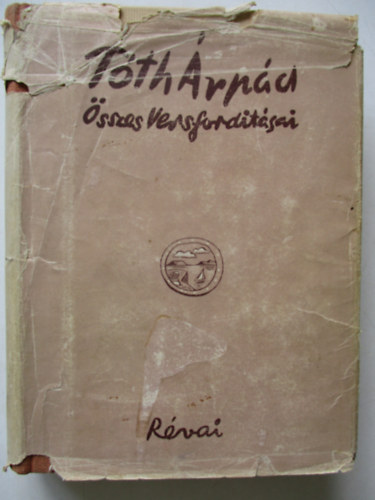 Tóth Árpád
Összes Versfordításai
Révai